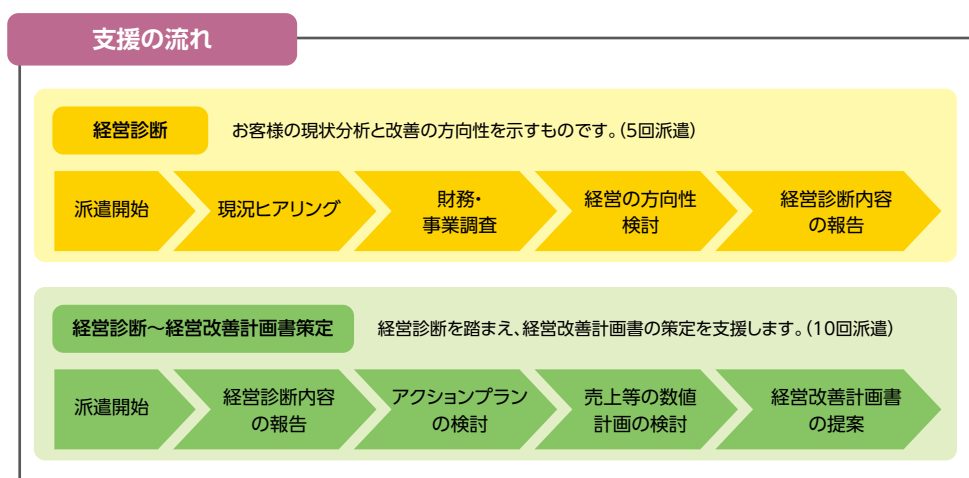 支援の流れ
経営診断
お客様の現状分析と改善の方向性を示すものです。(5回派遣)
派遣開始
現況ヒアリング
財務・
事業調査
経営の方向性
検討
経営診断内容
の報告
経営診断～経営改善計画書策定
経営診断を踏まえ、経営改善計画書の策定を支援します。(10回派遣)
派遣開始
経営診断内容
の報告
アクションプラン
の検討
売上等の数値
計画の検討
経営改善計画書
の提案